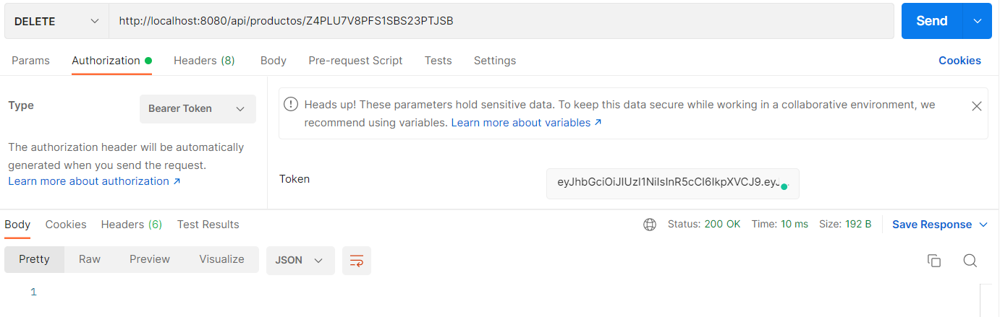 DELETE http://localhost:8080/api/productos/Z4PLU7V8PFS1SBS23PTJSB Send
Params Authorization Headers (8) Body Pre-request Script Tests Settings Cookies
Type Bearer Token
The authorization header will be automatically
generated when you send the request.
Learn more about authorization ↗
Heads up! These parameters hold sensitive data. To keep this data secure while working in a collaborative environment, we
recommend using variables. Learn more about variables ↗
Token eyJhbGciOiJIUzI1NiIsInR5cCI6IkpXVCJ9.eyJ
Body Cookies Headers (6) Test Results Status: 200 OK Time: 10 ms Size: 192 B Save Response
Pretty Raw Preview Visualize JSON
1